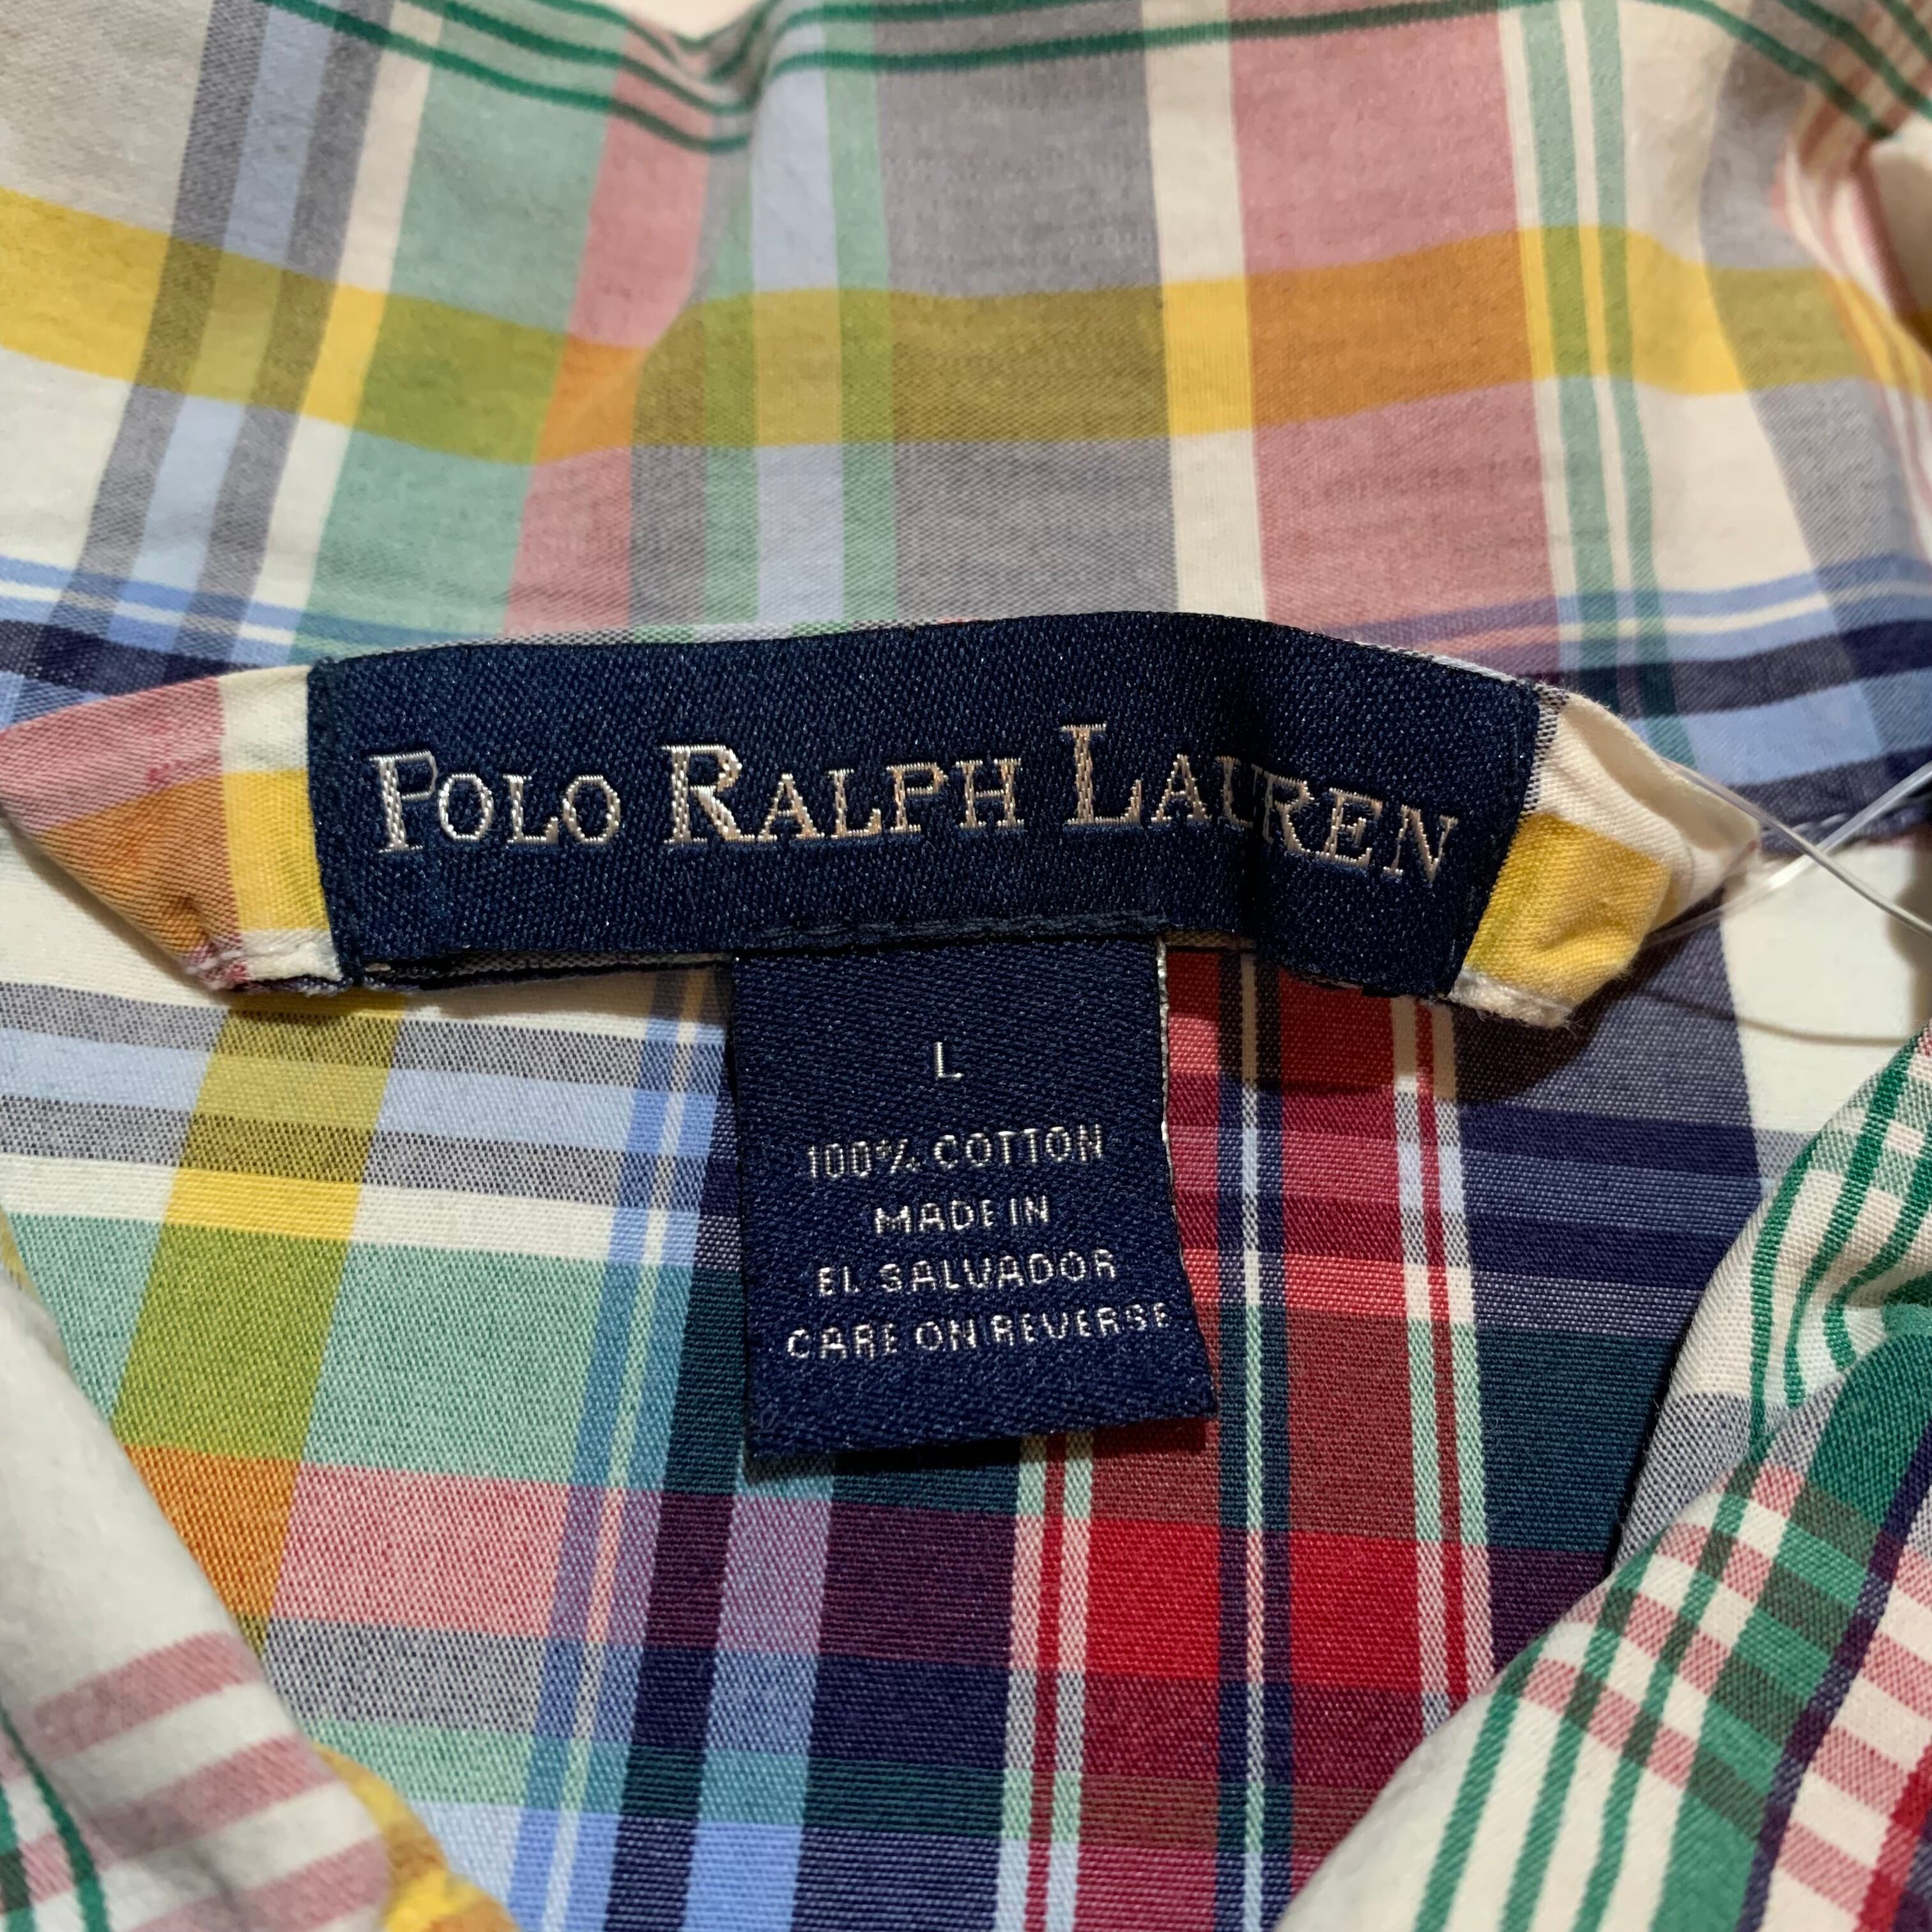 POLO RALPH LAUREN
L
100% COTTON
MADE IN
EL SALVADOR
CARE ON REVERSE